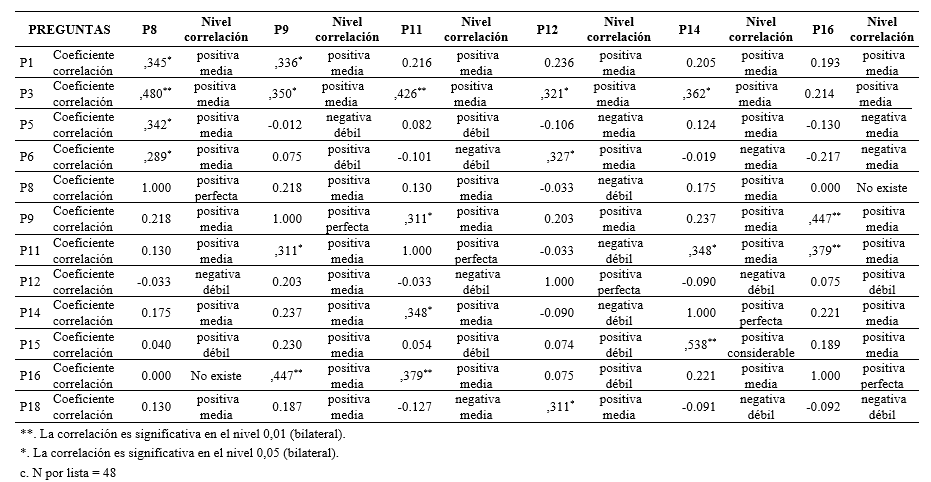 PREGUNTAS P8 Nivel correlación P9 Nivel correlación P11 Nivel correlación P12 Nivel correlación P14 Nivel correlación P16 Nivel correlación
P1 Coeficiente correlación ,345* positiva media ,336* positiva media 0.216 positiva media 0.236 positiva media 0.205 positiva media 0.193 positiva media
P3 Coeficiente correlación ,480** positiva media ,350* positiva media ,426** positiva media ,321* positiva media ,362* positiva media 0.214 positiva media
P5 Coeficiente correlación ,342* positiva media -0.012 negativa débil 0.082 positiva débil -0.106 negativa media 0.124 positiva media -0.130 negativa media
P6 Coeficiente correlación ,289* positiva media 0.075 positiva débil -0.101 negativa débil ,327* positiva media -0.019 negativa media -0.217 negativa media
P8 Coeficiente correlación 1.000 positiva perfecta 0.218 positiva media 0.130 positiva media -0.033 negativa débil 0.175 positiva media 0.000 No existe
P9 Coeficiente correlación 0.218 positiva media 1.000 positiva perfecta ,311* positiva media 0.203 positiva media 0.237 positiva media ,447** positiva media
P11 Coeficiente correlación 0.130 positiva media ,311* positiva media 1.000 positiva perfecta -0.033 negativa débil ,348* positiva media ,379** positiva media
P12 Coeficiente correlación -0.033 negativa débil 0.203 positiva media -0.033 negativa débil 1.000 positiva perfecta -0.090 negativa débil 0.075 positiva débil
P14 Coeficiente correlación 0.175 positiva media 0.237 positiva media ,348* positiva media -0.090 negativa débil 1.000 positiva perfecta 0.221 positiva media
P15 Coeficiente correlación 0.040 positiva débil 0.230 positiva media 0.054 positiva débil 0.074 positiva débil ,538** positiva considerable 0.189 positiva media
P16 Coeficiente correlación 0.000 No existe ,447** positiva media ,379** positiva media 0.075 positiva débil 0.221 positiva media 1.000 positiva perfecta
P18 Coeficiente correlación 0.130 positiva media 0.187 positiva media -0.127 negativa media ,311* positiva media -0.091 negativa débil -0.092 negativa débil
**. La correlación es significativa en el nivel 0,01 (bilateral).
*. La correlación es significativa en el nivel 0,05 (bilateral).
c. N por lista = 48